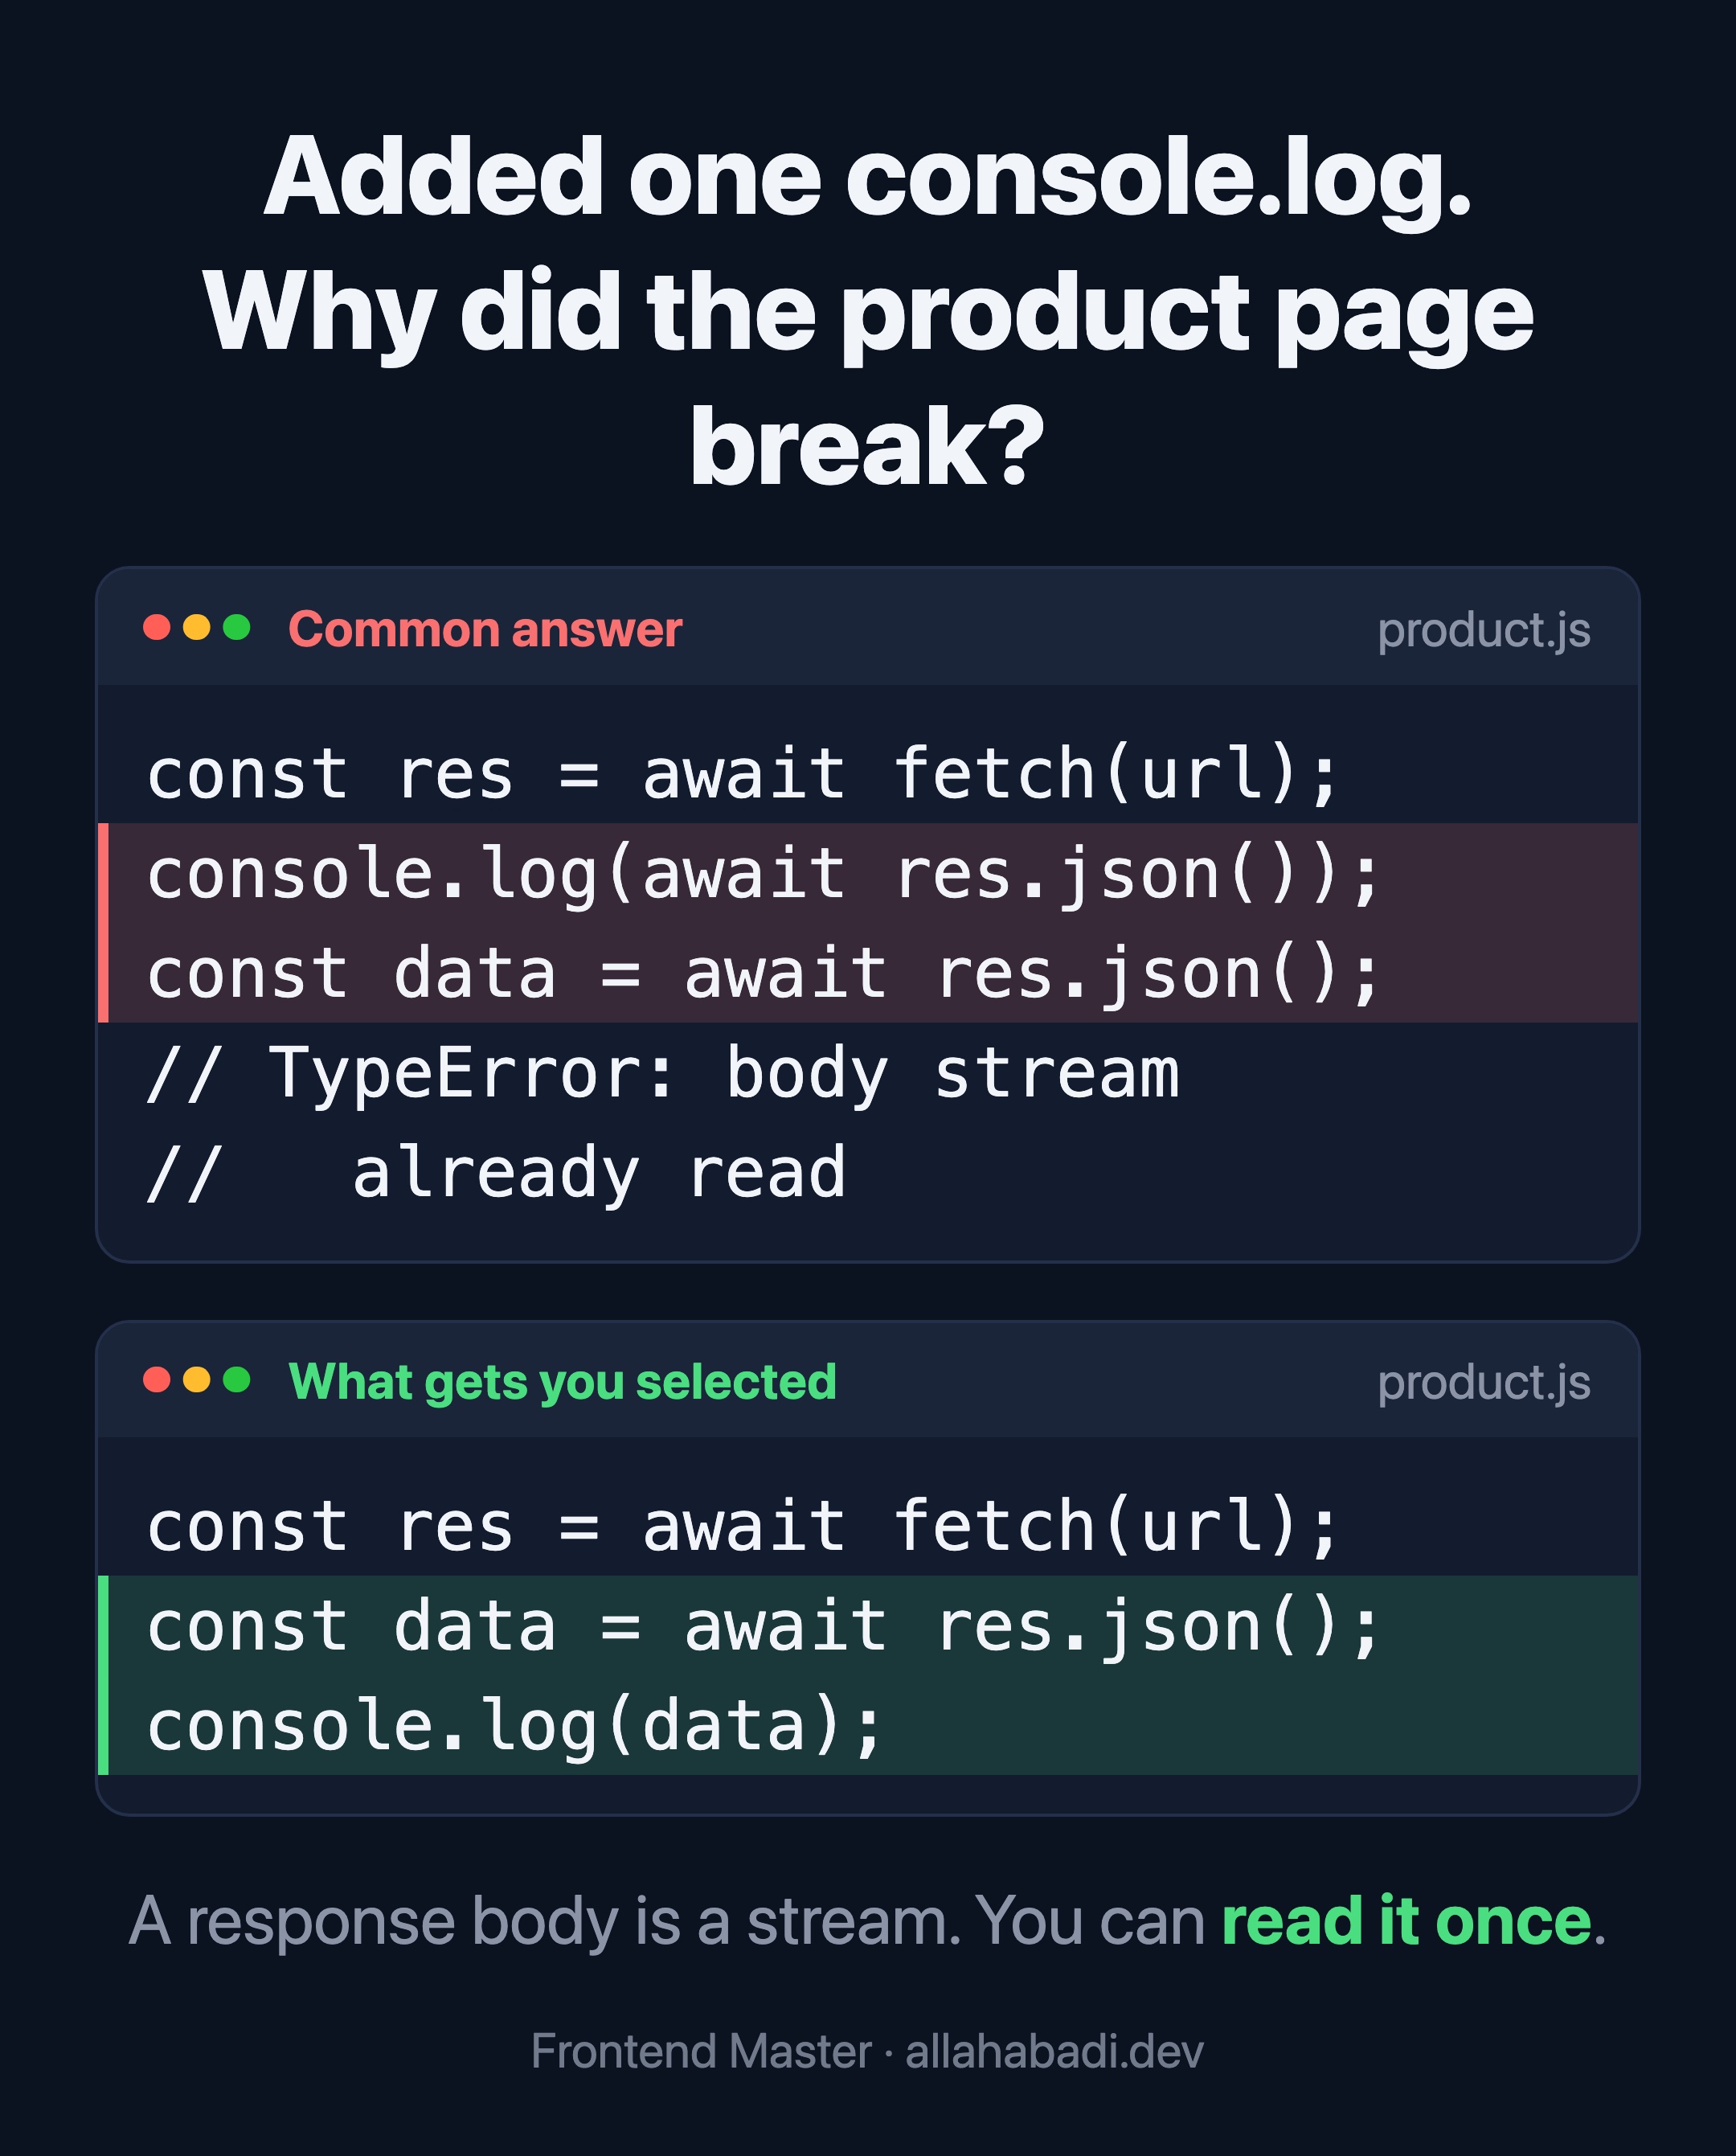 Added one console.log.
Why did the product page
break?
Common answer product.js
const res = await fetch(url);
console.log(await res.json());
const data = await res.json();
// TypeError: body stream
//   already read
What gets you selected product.js
const res = await fetch(url);
const data = await res.json();
console.log(data);
A response body is a stream. You can read it once.
Frontend Master · allahabadi.dev